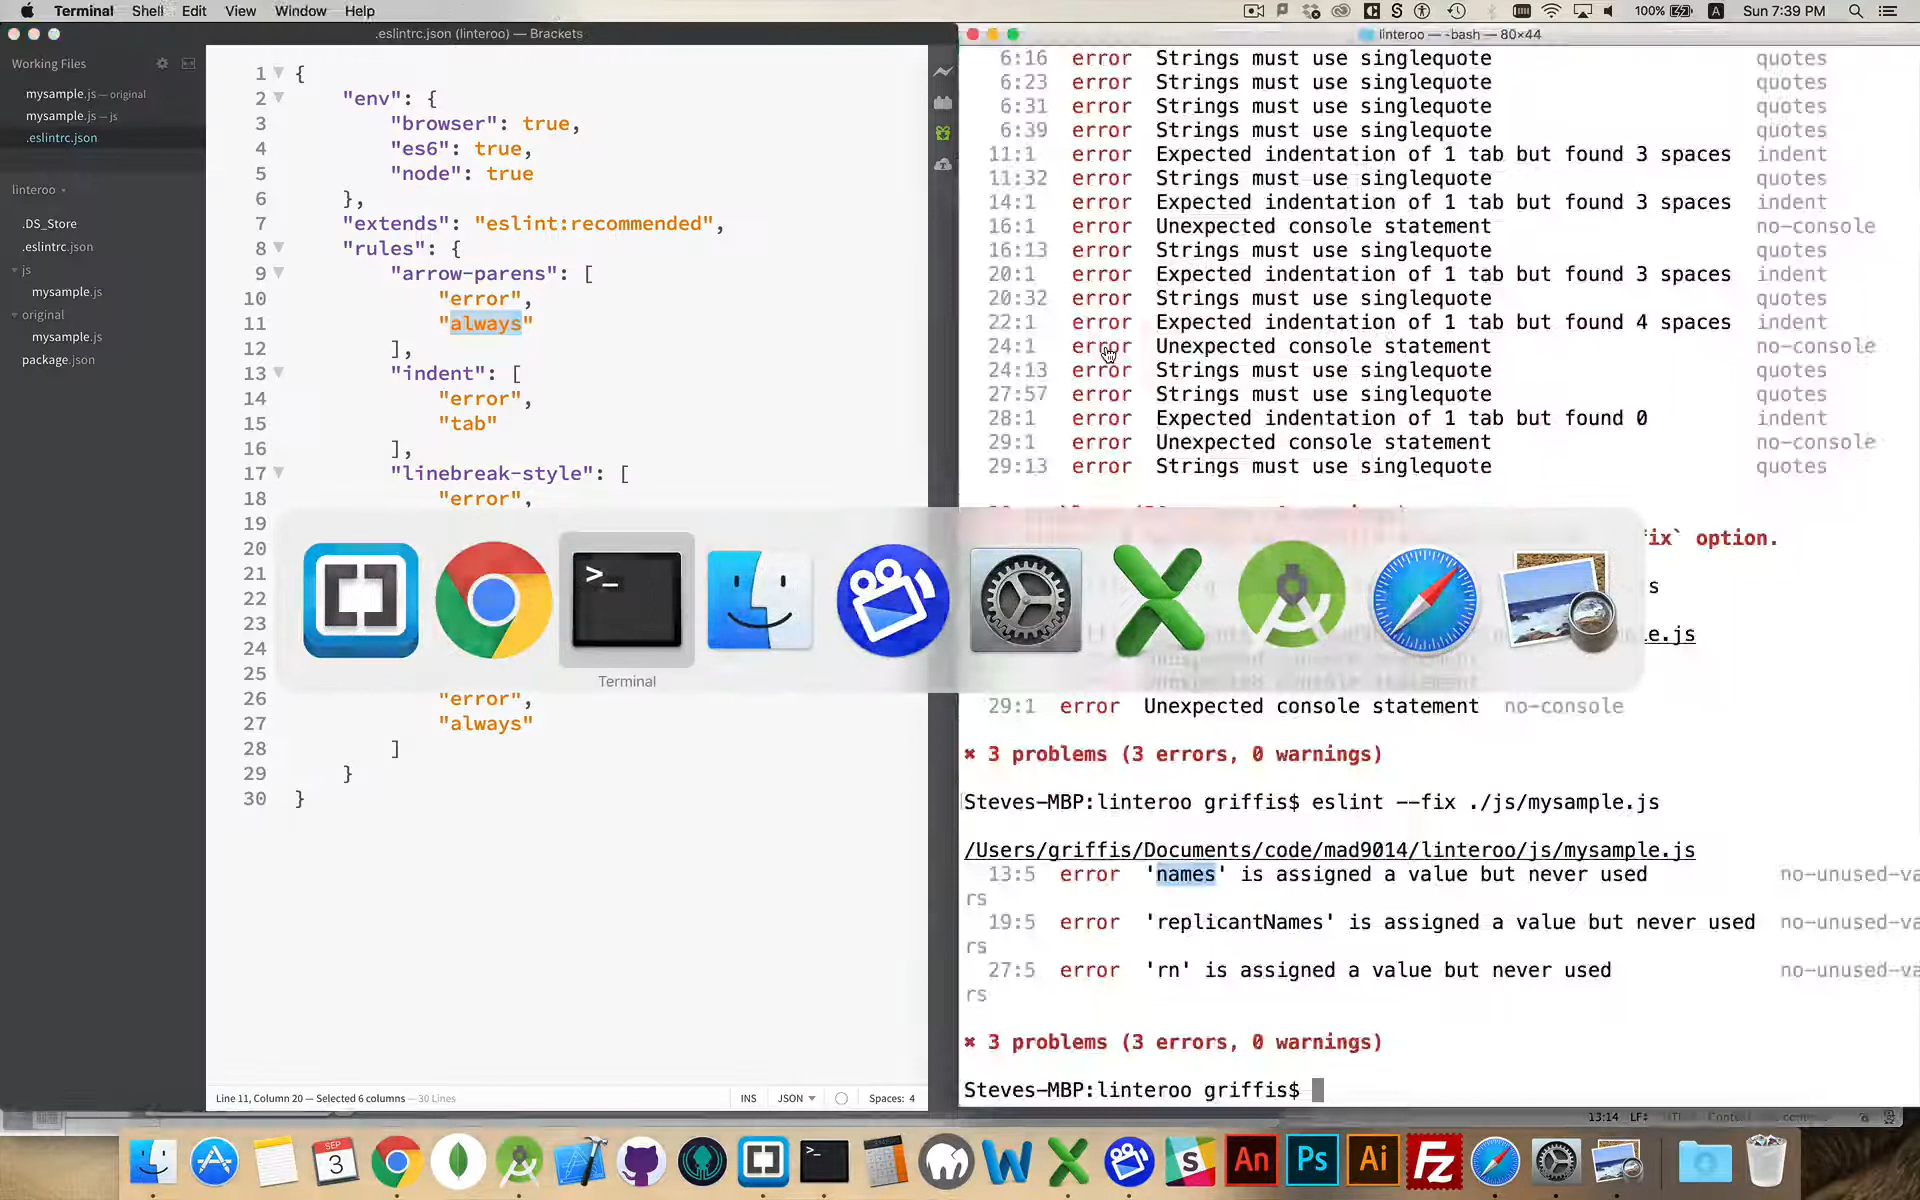 Terminal Shell Edit View Window Help
100% Sun 7:39 PM
.eslintrc.json (linteroo) — Brackets
Working Files
mysample.js — original
mysample.js — js
.eslintrc.json
linteroo
.DS_Store
.eslintrc.json
js
mysample.js
original
mysample.js
package.json
1 {
2 "env": {
3 "browser": true,
4 "es6": true,
5 "node": true
6 },
7 "extends": "eslint:recommended",
8 "rules": {
9 "arrow-parens": [
10 "error",
11 "always"
12 ],
13 "indent": [
14 "error",
15 "tab"
16 ],
17 "linebreak-style": [
18 "error",
19
20
21
22
23
24
25
26 "error",
27 "always"
28 ]
29 }
30 }
Line 11, Column 20 — Selected 6 columns — 30 Lines
INS JSON Spaces: 4
linteroo — -bash — 80×44
6:16 error Strings must use singlequote quotes
6:23 error Strings must use singlequote quotes
6:31 error Strings must use singlequote quotes
6:39 error Strings must use singlequote quotes
11:1 error Expected indentation of 1 tab but found 3 spaces indent
11:32 error Strings must use singlequote quotes
14:1 error Expected indentation of 1 tab but found 3 spaces indent
16:1 error Unexpected console statement no-console
16:13 error Strings must use singlequote quotes
20:1 error Expected indentation of 1 tab but found 3 spaces indent
20:32 error Strings must use singlequote quotes
22:1 error Expected indentation of 1 tab but found 4 spaces indent
24:1 error Unexpected console statement no-console
24:13 error Strings must use singlequote quotes
27:57 error Strings must use singlequote quotes
28:1 error Expected indentation of 1 tab but found 0 indent
29:1 error Unexpected console statement no-console
29:13 error Strings must use singlequote quotes
ix` option.
s
e.js
Terminal
29:1 error Unexpected console statement no-console
✖ 3 problems (3 errors, 0 warnings)
Steves-MBP:linteroo griffis$ eslint --fix ./js/mysample.js
/Users/griffis/Documents/code/mad9014/linteroo/js/mysample.js
13:5 error 'names' is assigned a value but never used no-unused-va
rs
19:5 error 'replicantNames' is assigned a value but never used no-unused-va
rs
27:5 error 'rn' is assigned a value but never used no-unused-va
rs
✖ 3 problems (3 errors, 0 warnings)
Steves-MBP:linteroo griffis$
13:14 LF÷
SEP
3
An Ps Ai Fz